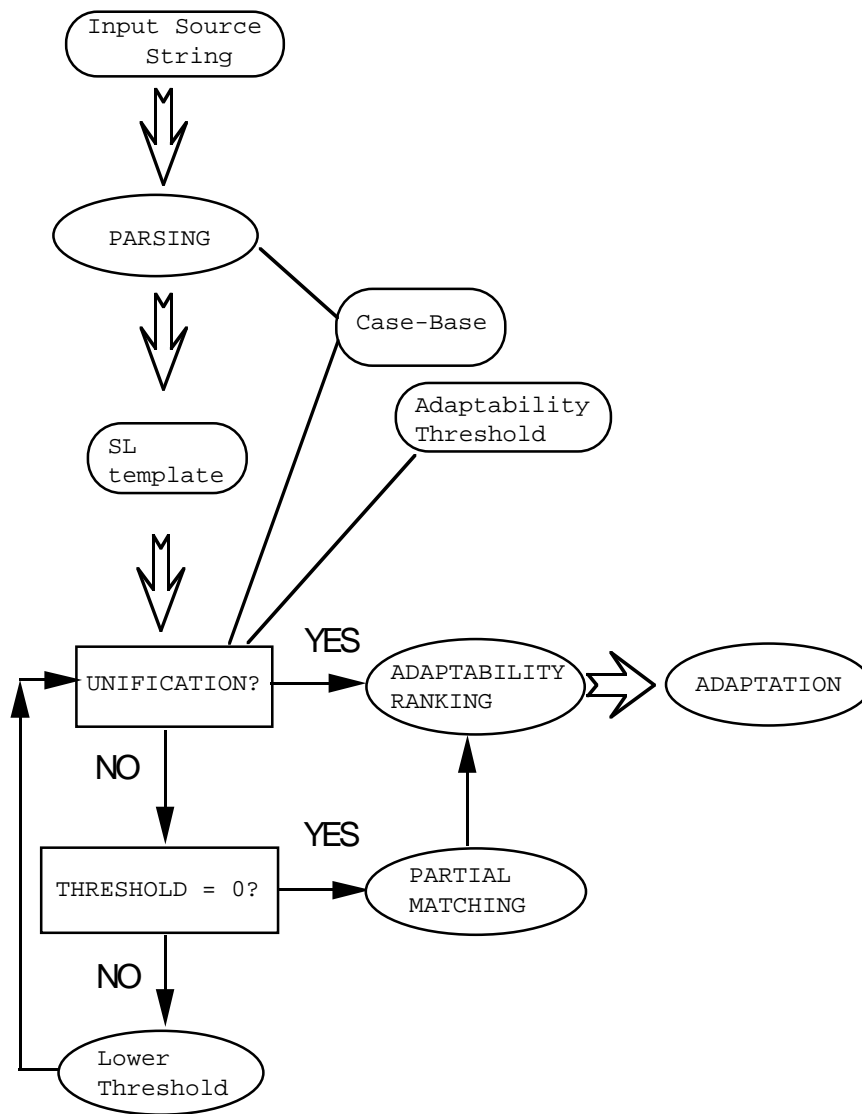 Input Source
String
PARSING
Case-Base
Adaptability
Threshold
SL
template
YES
UNIFICATION?
ADAPTABILITY
RANKING
ADAPTATION
NO
YES
THRESHOLD = 0?
PARTIAL
MATCHING
NO
Lower
Threshold